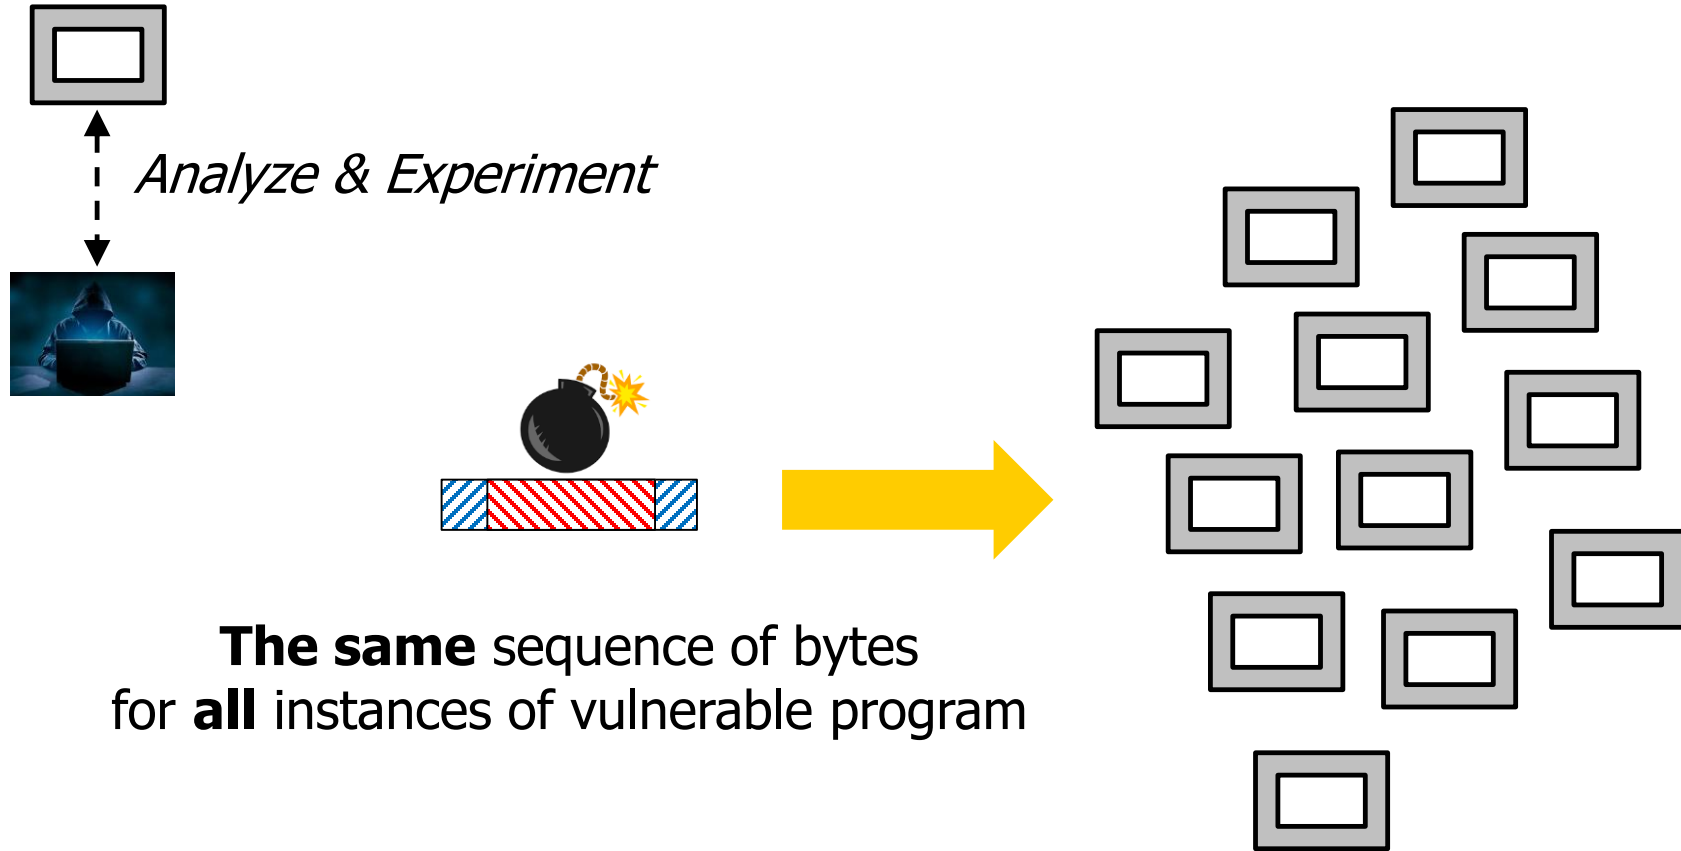 Analyze & Experiment
The same sequence of bytes
for all instances of vulnerable program